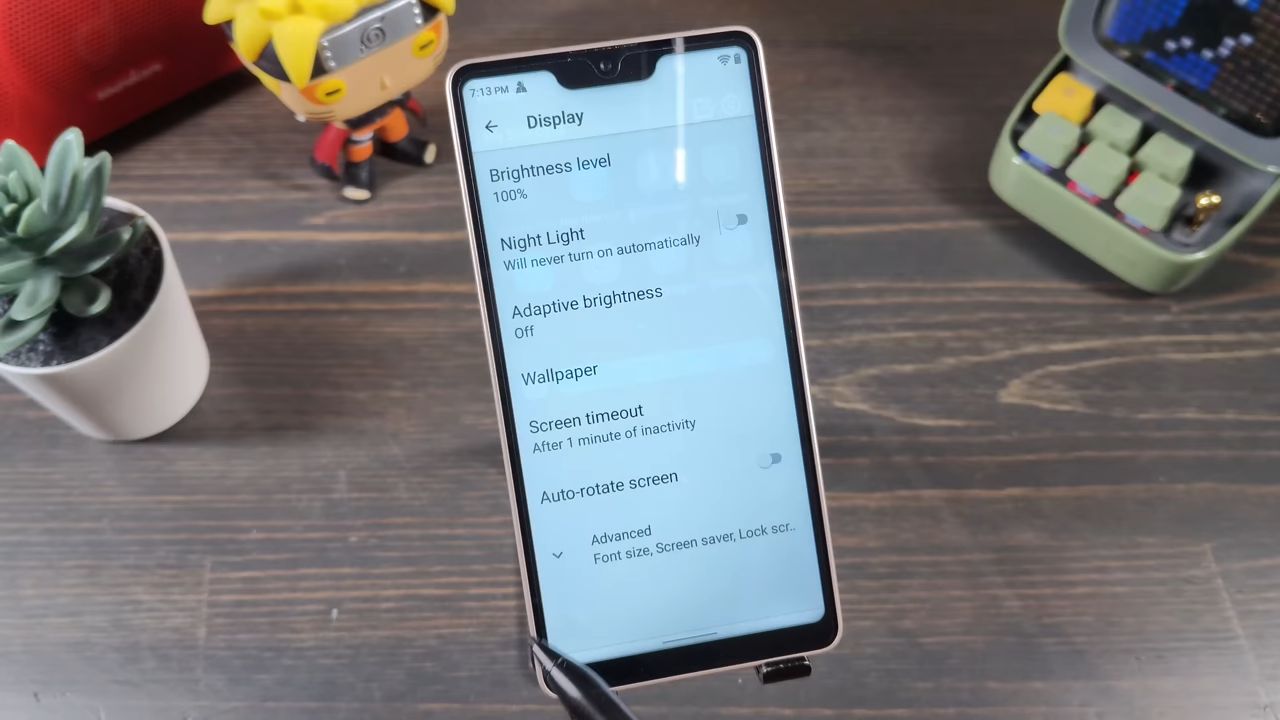 7:13 PM
Display
Brightness level
100%
Night Light
Will never turn on automatically
Adaptive brightness
Off
Wallpaper
Screen timeout
After 1 minute of inactivity
Auto-rotate screen
Advanced
Font size, Screen saver, Lock scr..